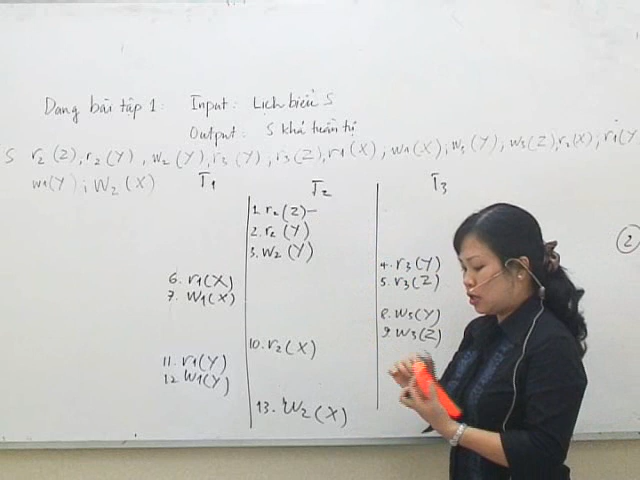 Dang bài tập 1: Input: Lịch biểu S
Output: S khả tuần tự
S r2(Z), r2(Y), w2(Y), r3(Y), r3(Z), r1(X), w1(X), w3(Y), w3(Z), r2(X), r1(Y)
w1(Y); w2(X)
T1 T2 T3
1. r2(Z)-
2. r2(Y)
3. w2(Y)
4. r3(Y)
5. r3(Z)
6. r1(X)
7. w1(X)
8. w3(Y)
9. w3(Z)
10. r2(X)
11. r1(Y)
12 w1(Y)
13. w2(X)
2